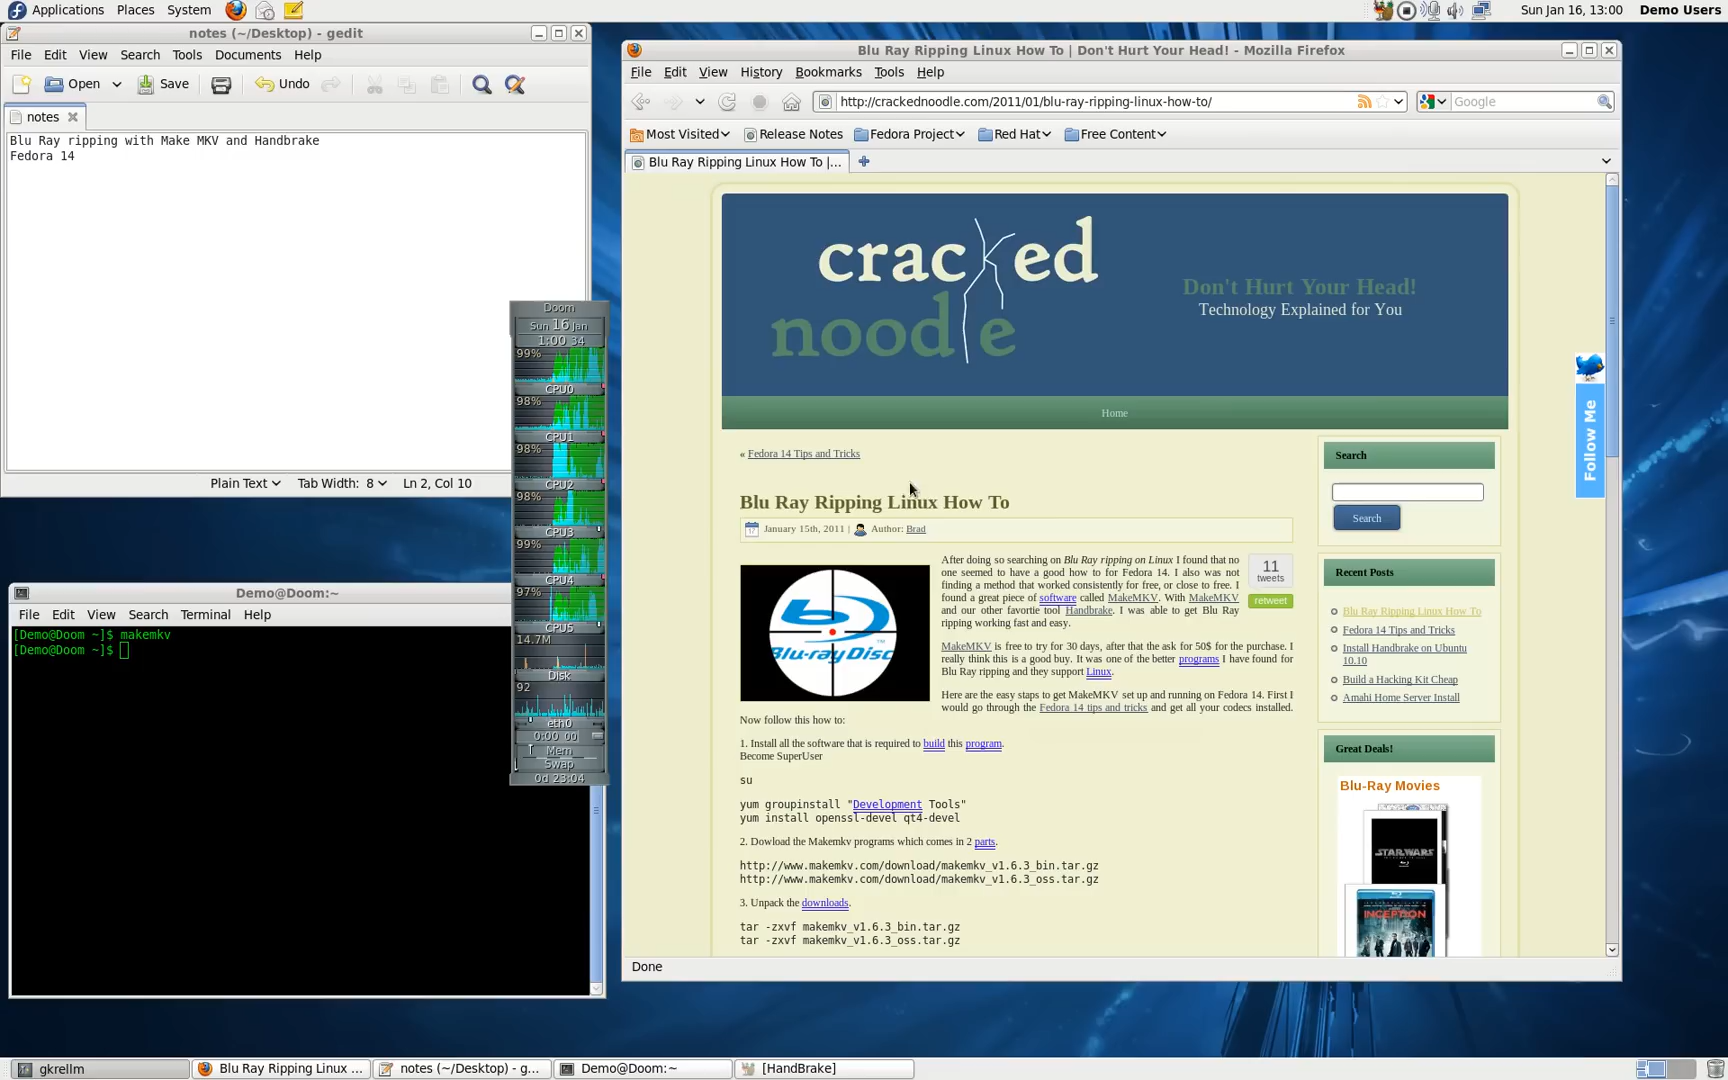 Applications Places System
Sun Jan 16, 13:00 Demo Users
notes (~/Desktop) - gedit
File Edit View Search Tools Documents Help
Open Save Undo
notes
Blu Ray ripping with Make MKV and Handbrake
Fedora 14
Plain Text Tab Width: 8 Ln 2, Col 10
Demo@Doom:~
File Edit View Search Terminal Help
[Demo@Doom ~]$ makemkv
[Demo@Doom ~]$
Doom
Sun 16 Jan
1:00 34
99%
CPU0
98%
CPU1
98%
CPU2
98%
CPU3
99%
CPU4
97%
CPU5
14.7M
Disk
92
eth0
0:00 00
Mem
Swap
0d 23:04
Blu Ray Ripping Linux How To | Don't Hurt Your Head! - Mozilla Firefox
File Edit View History Bookmarks Tools Help
http://crackednoodle.com/2011/01/blu-ray-ripping-linux-how-to/
Google
Most Visited Release Notes Fedora Project Red Hat Free Content
Blu Ray Ripping Linux How To |...
cracked
noodle
Don't Hurt Your Head!
Technology Explained for You
Home
« Fedora 14 Tips and Tricks
Blu Ray Ripping Linux How To
January 15th, 2011 | Author: Brad
Blu-ray Disc
TM
After doing so searching on Blu Ray ripping on Linux I found that no
one seemed to have a good how to for Fedora 14. I also was not
finding a method that worked consistently for free, or close to free. I
found a great piece of software called MakeMKV. With MakeMKV
and our other favortie tool Handbrake. I was able to get Blu Ray
ripping working fast and easy.
11
tweets
retweet
MakeMKV is free to try for 30 days, after that the ask for 50$ for the purchase. I
really think this is a good buy. It was one of the better programs I have found for
Blu Ray ripping and they support Linux.
Here are the easy steps to get MakeMKV set up and running on Fedora 14. First I
would go through the Fedora 14 tips and tricks and get all your codecs installed.
Now follow this how to:
1. Install all the software that is required to build this program.
Become SuperUser
su
yum groupinstall "Development Tools"
yum install openssl-devel qt4-devel
2. Dowload the Makemkv programs which comes in 2 parts.
http://www.makemkv.com/download/makemkv_v1.6.3_bin.tar.gz
http://www.makemkv.com/download/makemkv_v1.6.3_oss.tar.gz
3. Unpack the downloads.
tar -zxvf makemkv_v1.6.3_bin.tar.gz
tar -zxvf makemkv_v1.6.3_oss.tar.gz
Search
Search
Recent Posts
Blu Ray Ripping Linux How To
Fedora 14 Tips and Tricks
Install Handbrake on Ubuntu
10.10
Build a Hacking Kit Cheap
Amahi Home Server Install
Great Deals!
Blu-Ray Movies
STAR WARS
INCEPTION
Follow Me
Done
gkrellm
Blu Ray Ripping Linux ...
notes (~/Desktop) - g...
Demo@Doom:~
[HandBrake]